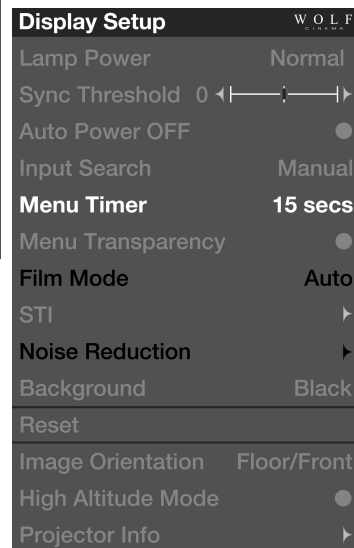 Display Setup WOLF
CINEMA
Lamp Power Normal
Sync Threshold 0
Auto Power OFF
Input Search Manual
Menu Timer 15 secs
Menu Transparency
Film Mode Auto
STI
Noise Reduction
Background Black
Reset
Image Orientation Floor/Front
High Altitude Mode
Projector Info